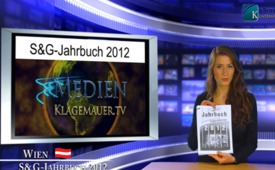 S&G-Jahrbuch 2012
MEDIEN
KLAGEMAUER.TV
Jahrbuch
WIEN
S&G-JAHRBUCH 2012